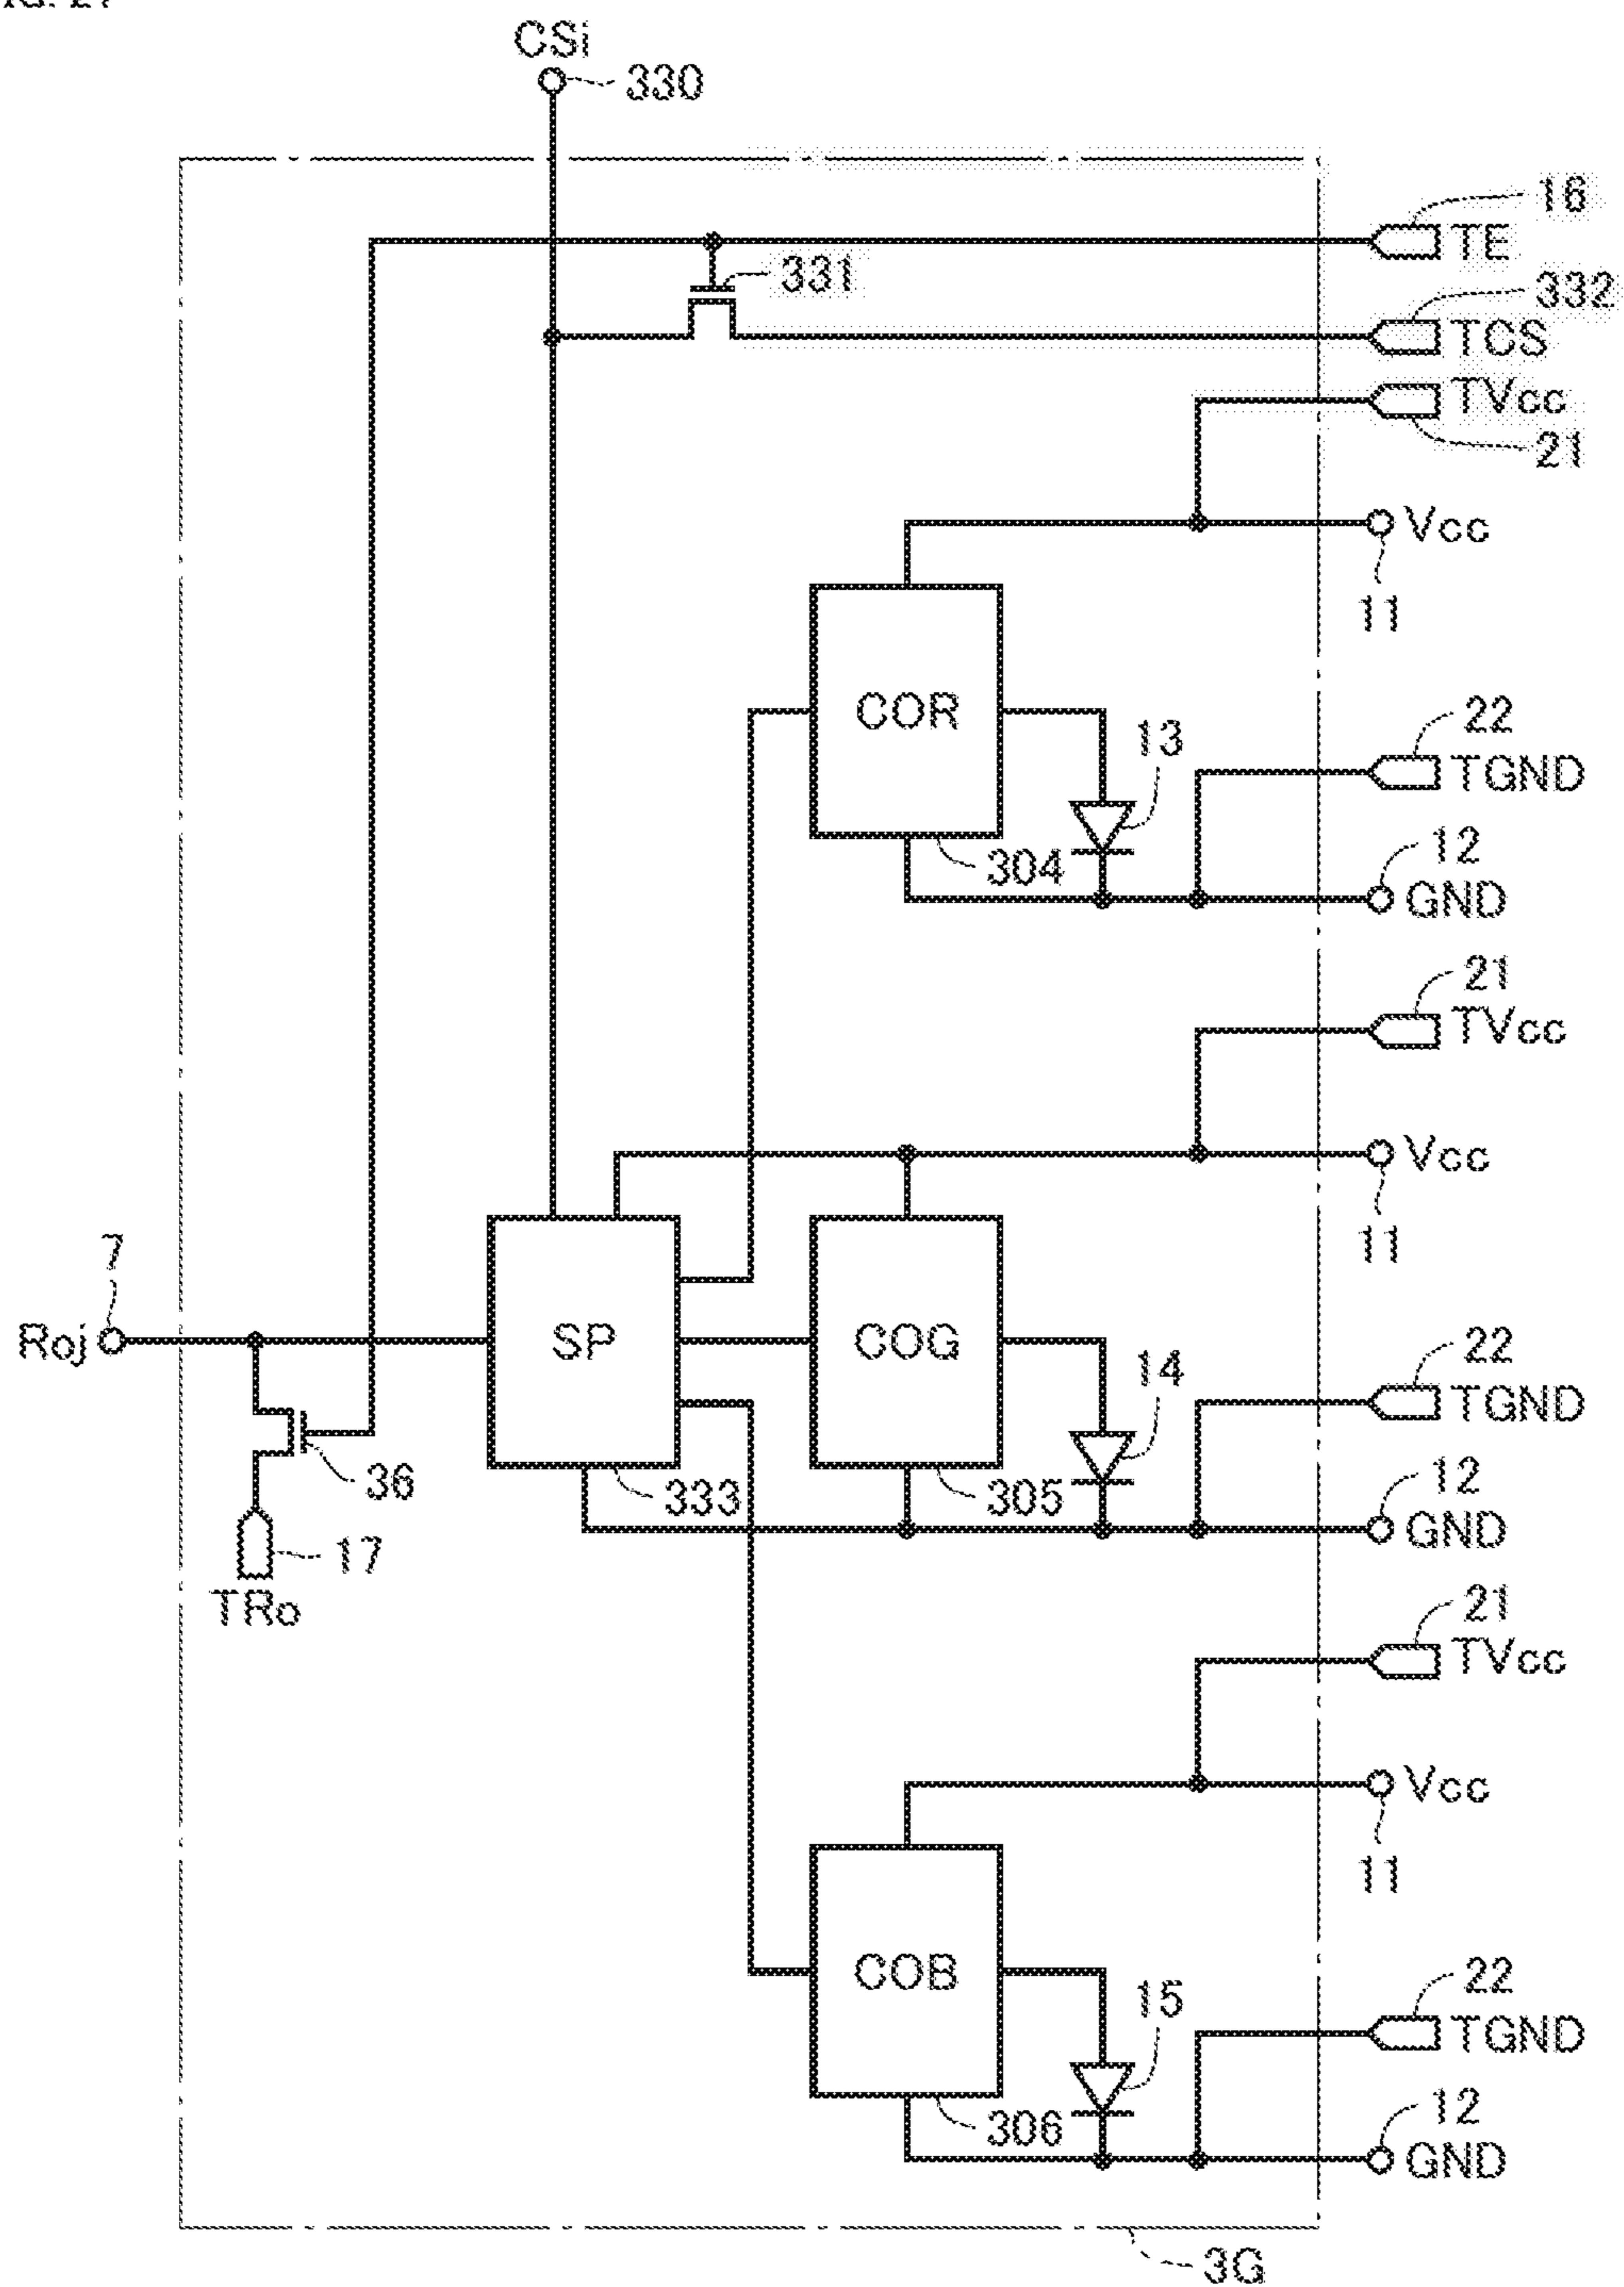 CSi
330
16
TE
331
332
TCS
TVcc
21
Vcc
11
COR
13
22
TGND
304
12
GND
21
TVcc
Vcc
11
7
Roj
SP
COG
14
22
TGND
36
333
305
12
GND
17
TRo
21
TVcc
Vcc
11
COB
15
22
TGND
306
12
GND
3G